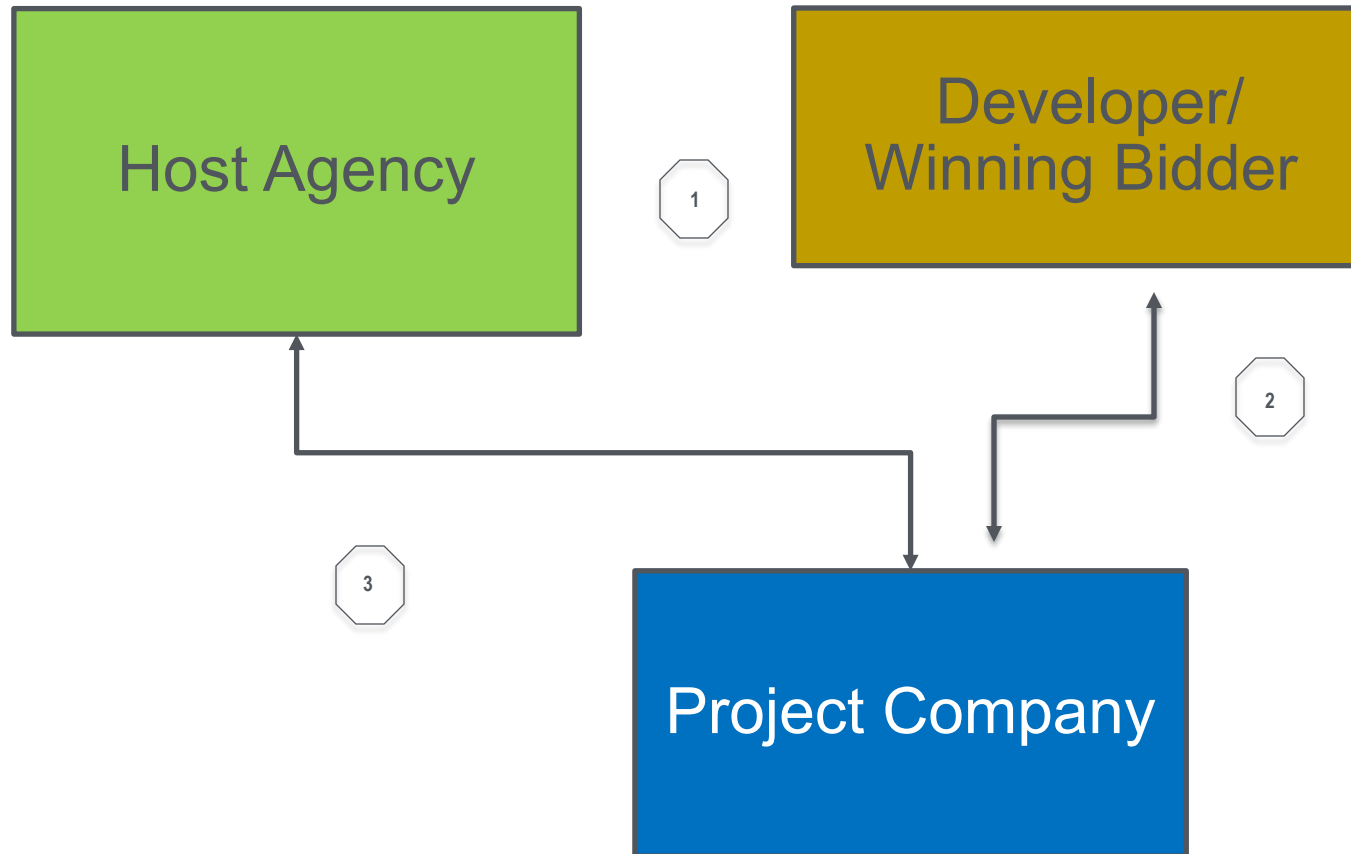 Host Agency
1
Developer/
Winning Bidder
2
3
Project Company